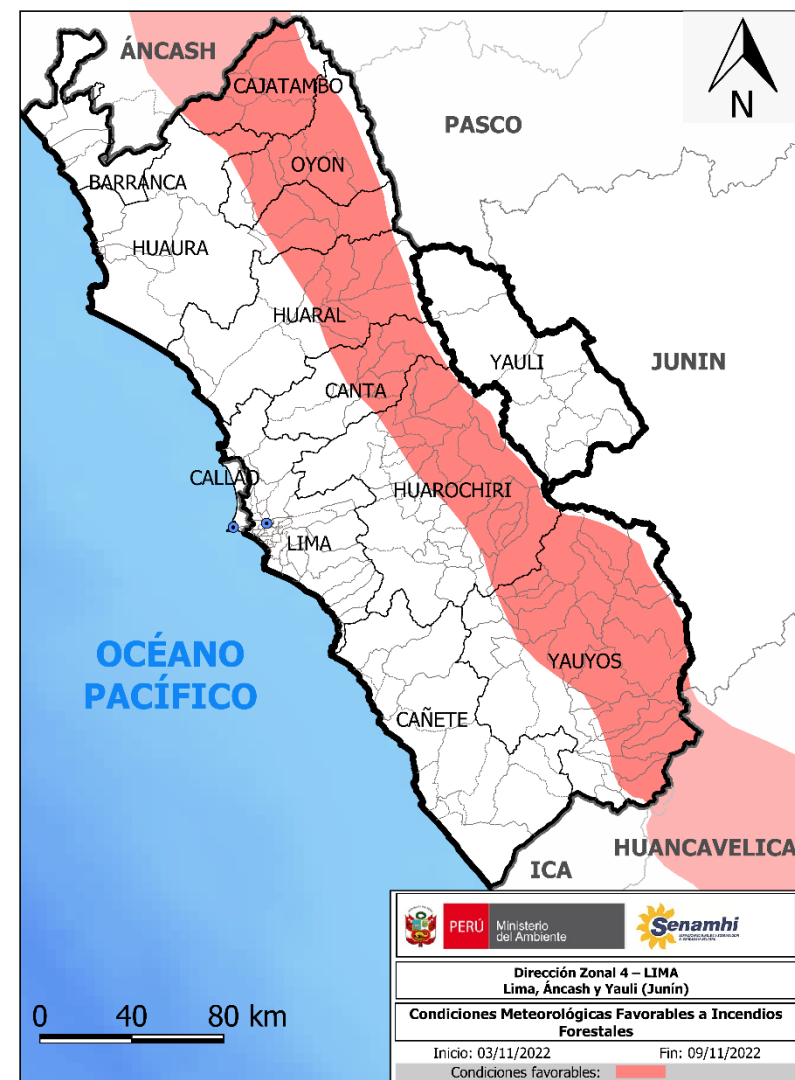 ÁNCASH
CAJATAMBO
N
PASCO
OYON
BARRANCA
HUAURA
HUARAL
YAULI
JUNIN
CANTA
CALLAO
HUAROCHIRI
LIMA
OCÉANO
PACÍFICO
YAUYOS
CAÑETE
HUANCAVELICA
ICA
PERÚ
Ministerio
del Ambiente
Senamhi
Dirección Zonal 4 – LIMA
Lima, Áncash y Yauli (Junín)
Condiciones Meteorológicas Favorables a Incendios
Forestales
Inicio: 03/11/2022 Fin: 09/11/2022
Condiciones favorables:
0 40 80 km